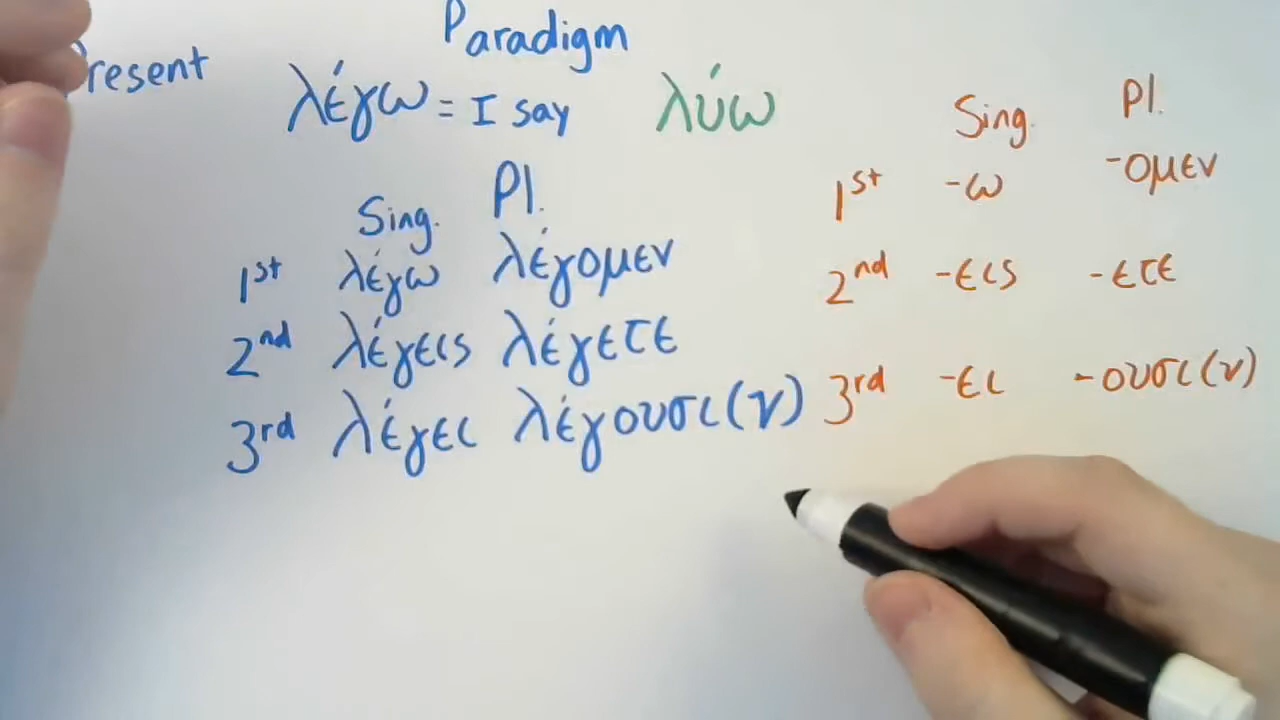 Paradigm
Present
λέγω = I say λύω
Sing. Pl.
1st λέγω λέγομεν
2nd λέγεις λέγετε
3rd λέγει λέγουσι(ν)
Sing. Pl.
1st -ω -ομεν
2nd -εις -ετε
3rd -ει -ουσι(ν)